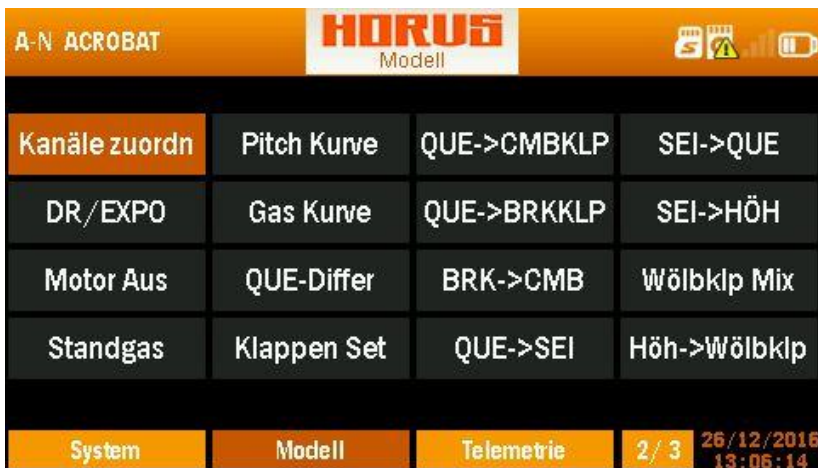 A-N ACROBAT
HORUS
Modell
Kanäle zuordn Pitch Kurve QUE->CMBKLP SEI->QUE
DR/EXPO Gas Kurve QUE->BRKKLP SEI->HÖH
Motor Aus QUE-Differ BRK->CMB Wölbklp Mix
Standgas Klappen Set QUE->SEI Höh->Wölbklp
System Modell Telemetrie 2/3 26/12/2016
13:06:14